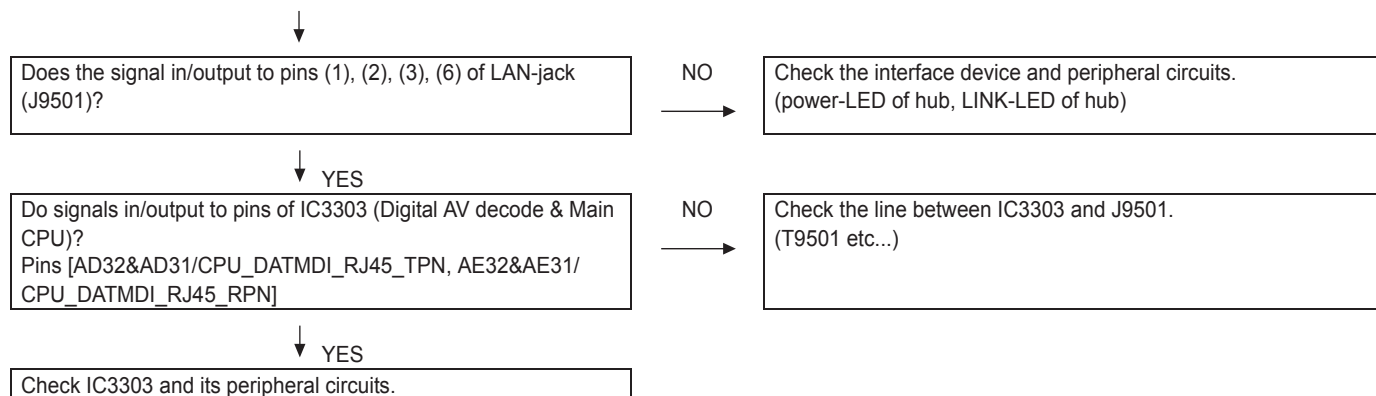 Does the signal in/output to pins (1), (2), (3), (6) of LAN-jack
(J9501)?
NO
Check the interface device and peripheral circuits.
(power-LED of hub, LINK-LED of hub)
YES
Do signals in/output to pins of IC3303 (Digital AV decode & Main
CPU)?
Pins [AD32&AD31/CPU_DATMDI_RJ45_TPN, AE32&AE31/
CPU_DATMDI_RJ45_RPN]
NO
Check the line between IC3303 and J9501.
(T9501 etc...)
YES
Check IC3303 and its peripheral circuits.